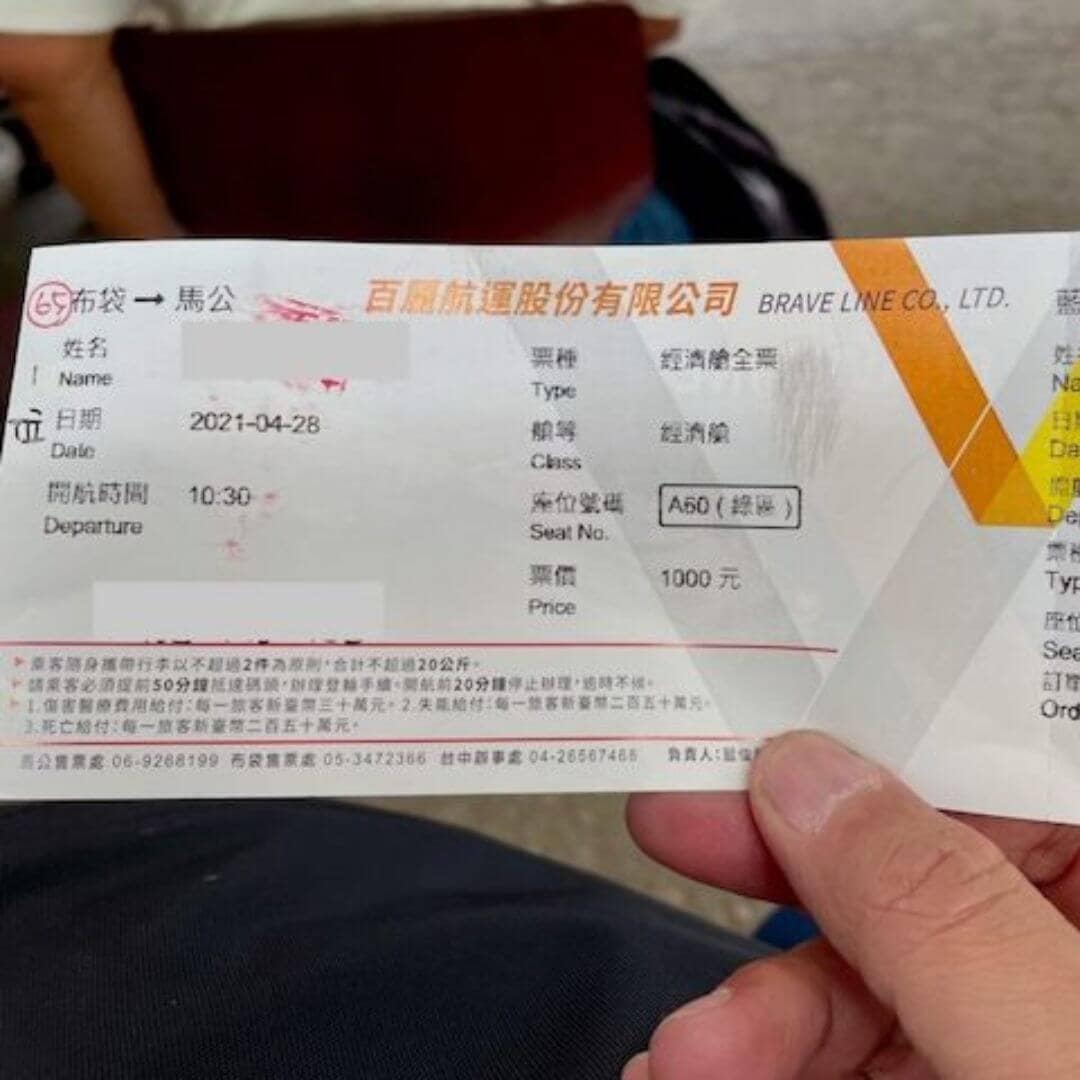 65 布袋 → 馬公
百麗航運股份有限公司 BRAVE LINE CO., LTD.
藍
姓名
Name
日期 2021-04-28
Date
開航時間 10:30
Departure
票種 經濟艙全票
Type
艙等 經濟艙
Class
座位號碼 A60 ( 綠區 )
Seat No.
票價 1000 元
Price
▶ 乘客隨身攜帶行李以不超過2件為原則,合計不超過20公斤。
▶ 請乘客必須提前50分鐘抵達碼頭,辦理登輪手續。開航前20分鐘停止辦理,逾時不候。
▶ 1.傷害醫療費用給付:每一旅客新臺幣三十萬元。2.失能給付:每一旅客新臺幣二百五十萬元。
3.死亡給付:每一旅客新臺幣二百五十萬元。
馬公售票處 06-9268199 布袋售票處 05-3472366 台中辦事處 04-26567468 負責人:藍俊
姓
Na
日期
Da
開航
Dep
票種
Typ
座位
Sea
訂單
Ord